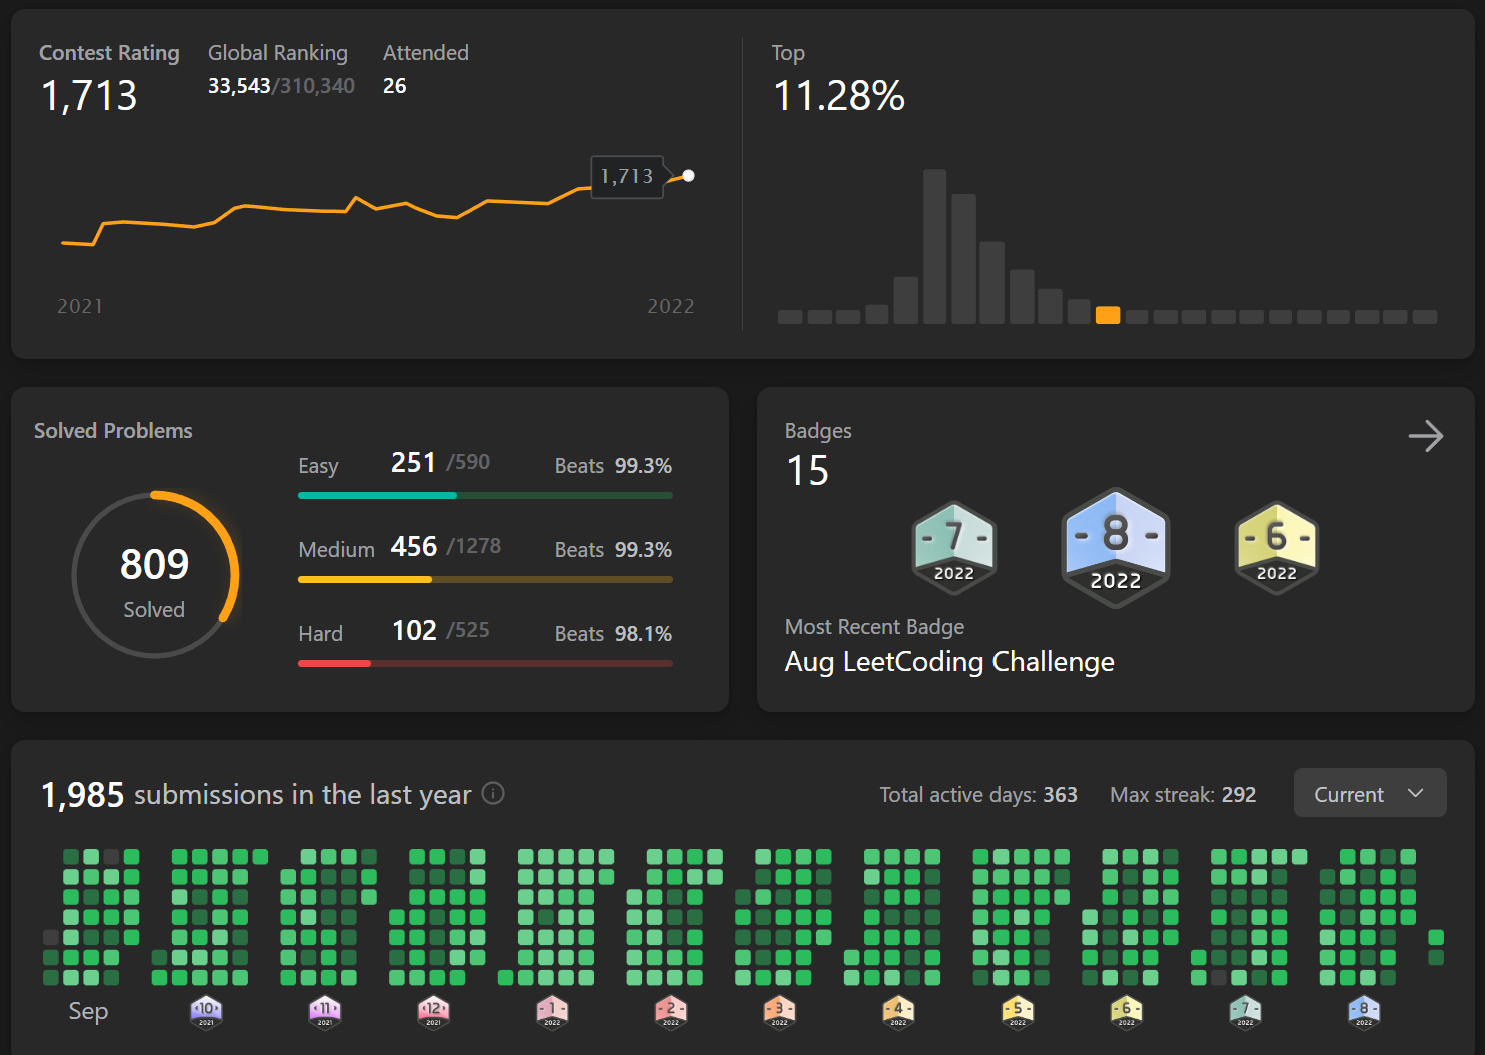 Contest Rating Global Ranking Attended
1,713 33,543/310,340 26
1,713
2021 2022
Top
11.28%
Solved Problems
809
Solved
Easy 251 /590 Beats 99.3%
Medium 456 /1278 Beats 99.3%
Hard 102 /525 Beats 98.1%
Badges
15
- 7 - - 8 - - 6 -
2022 2022 2022
Most Recent Badge
Aug LeetCoding Challenge
1,985 submissions in the last year Total active days: 363 Max streak: 292 Current
Sep 10 11 12 - 1 - - 2 - - 3 - - 4 - - 5 - - 6 - - 7 - - 8 -
2021 2021 2021 2022 2022 2022 2022 2022 2022 2022 2022